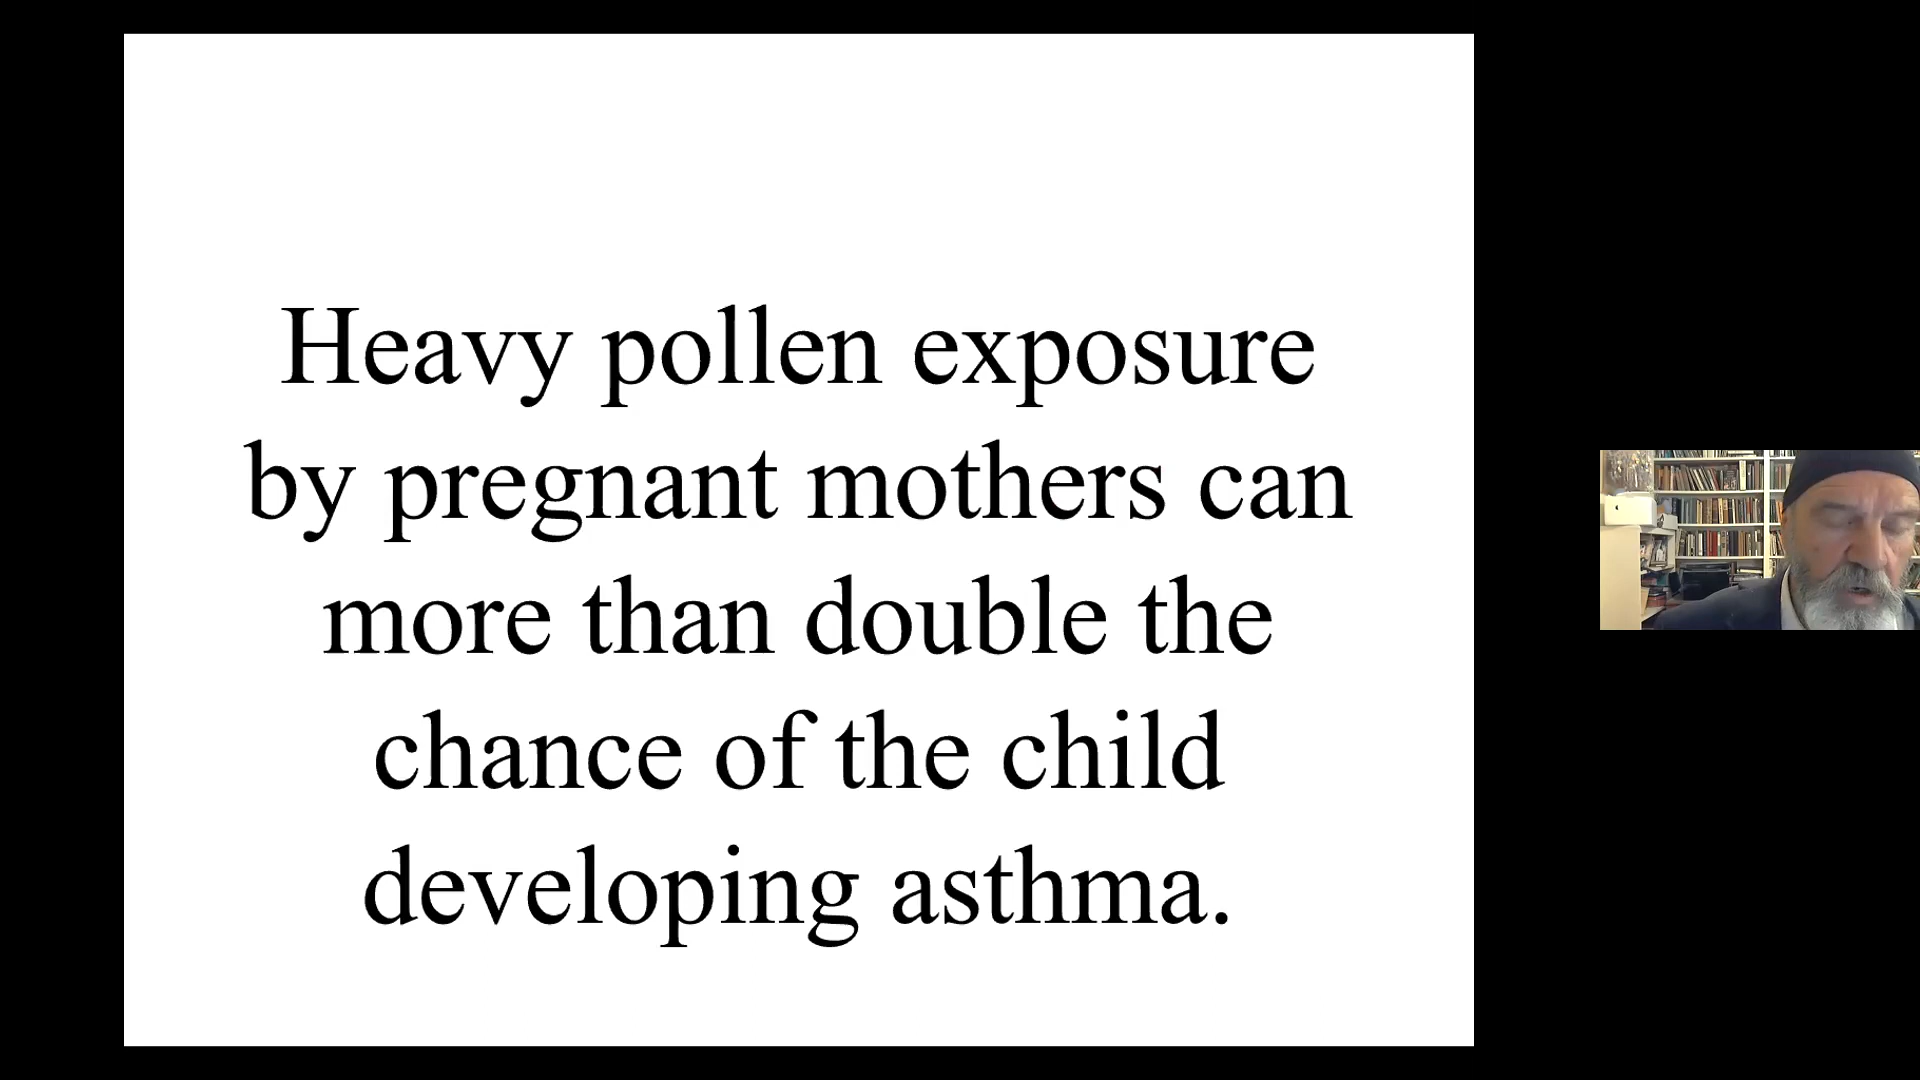 Heavy pollen exposure
by pregnant mothers can
more than double the
chance of the child
developing asthma.